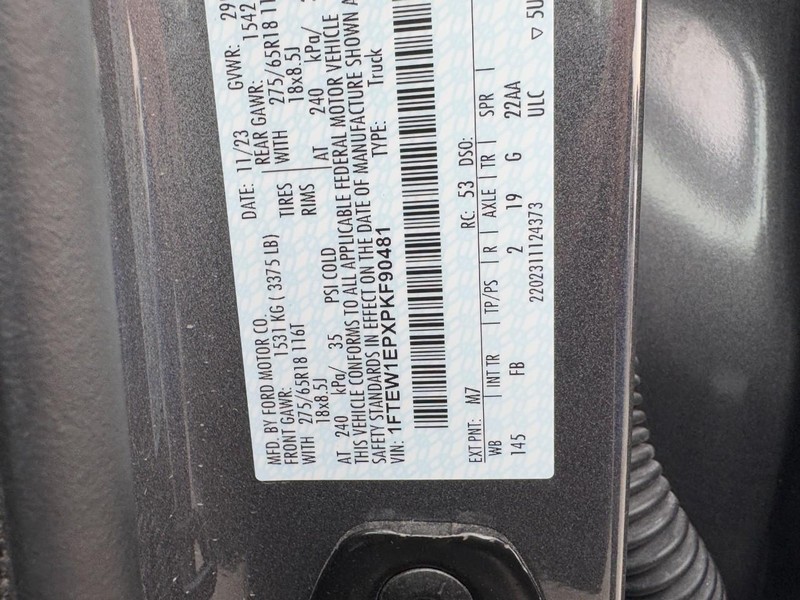 MFD. BY FORD MOTOR CO. DATE: 11/23 GVWR: 29
FRONT GAWR: 1531 KG ( 3375 LB) REAR GAWR: 1542
WITH 275/65R18 116T TIRES WITH 275/65R18
18x8.5J RIMS 18x8.5J
AT 240 kPa/ 35 PSI COLD AT 240 kPa/
THIS VEHICLE CONFORMS TO ALL APPLICABLE FEDERAL MOTOR VEHICLE
SAFETY STANDARDS IN EFFECT ON THE DATE OF MANUFACTURE SHOWN
VIN: 1FTEW1EPXPKF90481 TYPE: Truck
EXT PNT: M7 RC: 53 DSO:
WB | INT TR | TP/PS | R | AXLE | TR | SPR |
145 FB 2 19 G 22AA
2202311124373 ULC ▽ 5U